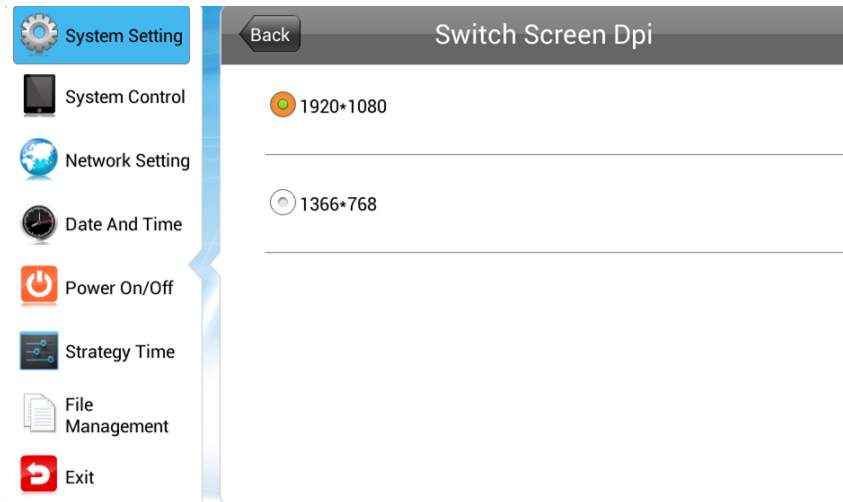 System Setting
System Control
Network Setting
Date And Time
Power On/Off
Strategy Time
File
Management
Exit
Back
Switch Screen Dpi
1920*1080
1366*768